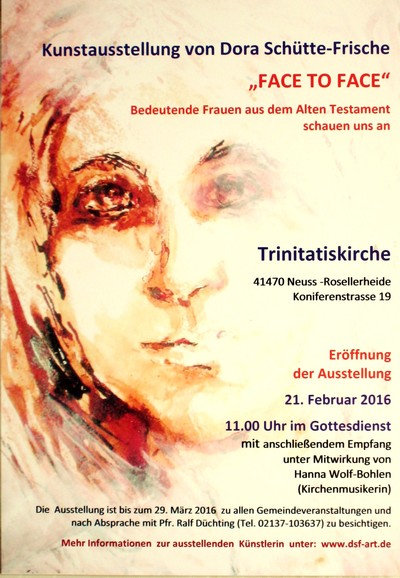 Kunstausstellung von Dora Schütte-Frische
„FACE TO FACE“
Bedeutende Frauen aus dem Alten Testament
schauen uns an
Trinitatiskirche
41470 Neuss -Rosellerheide
Koniferenstrasse 19
Eröffnung
der Ausstellung
21. Februar 2016
11.00 Uhr im Gottesdienst
mit anschließendem Empfang
unter Mitwirkung von
Hanna Wolf-Bohlen
(Kirchenmusikerin)
Die Ausstellung ist bis zum 29. März 2016 zu allen Gemeindeveranstaltungen und
nach Absprache mit Pfr. Ralf Düchting (Tel. 02137-103637) zu besichtigen.
Mehr Informationen zur ausstellenden Künstlerin unter: www.dsf-art.de